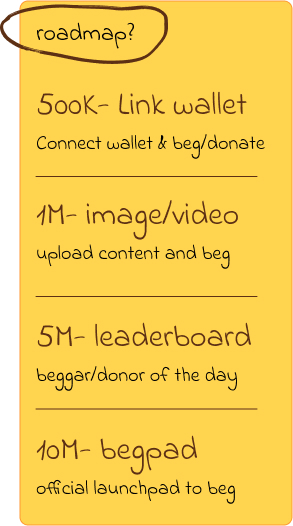 roadmap?
500K- Link wallet
Connect wallet & beg/donate
1M- image/video
upload content and beg
5M- leaderboard
beggar/donor of the day
10M- begpad
official launchpad to beg